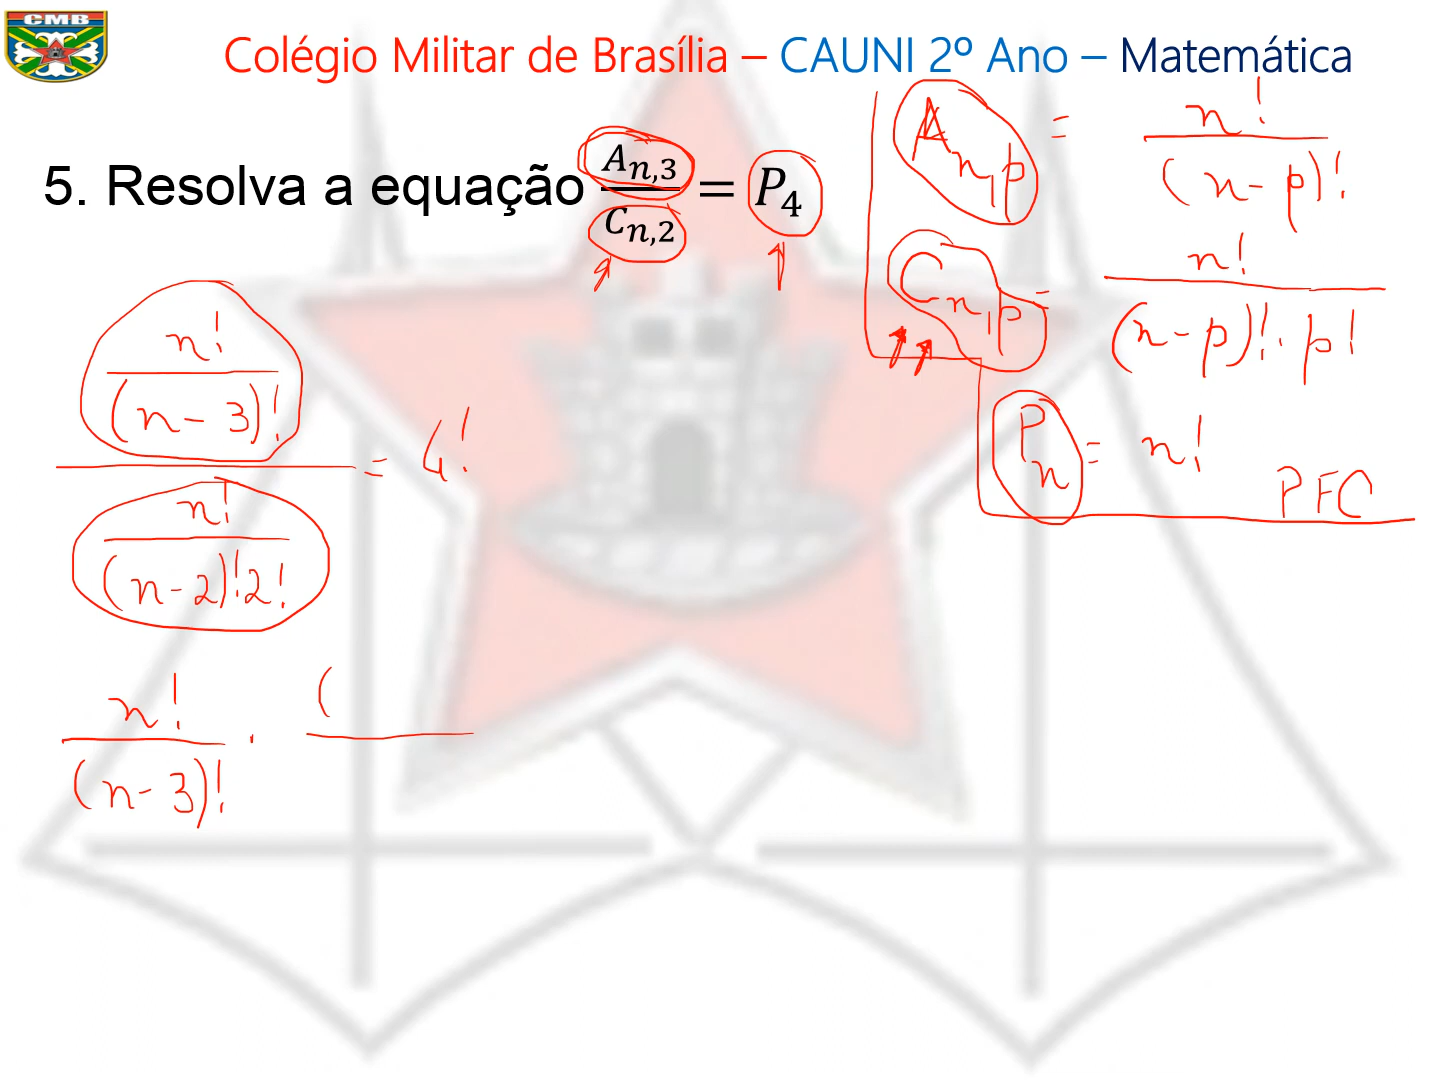 CMB
Colégio Militar de Brasília – CAUNI 2º Ano – Matemática
5. Resolva a equação A_{n,3}/C_{n,2} = P_4
A_{n,p} = n!/(n-p)!
C_{n,p} = n!/((n-p)!·p!)
P_n = n!
PFC
(n!/(n-3)!)/(n!/((n-2)!2!)) = 4!
n!/(n-3)! · (